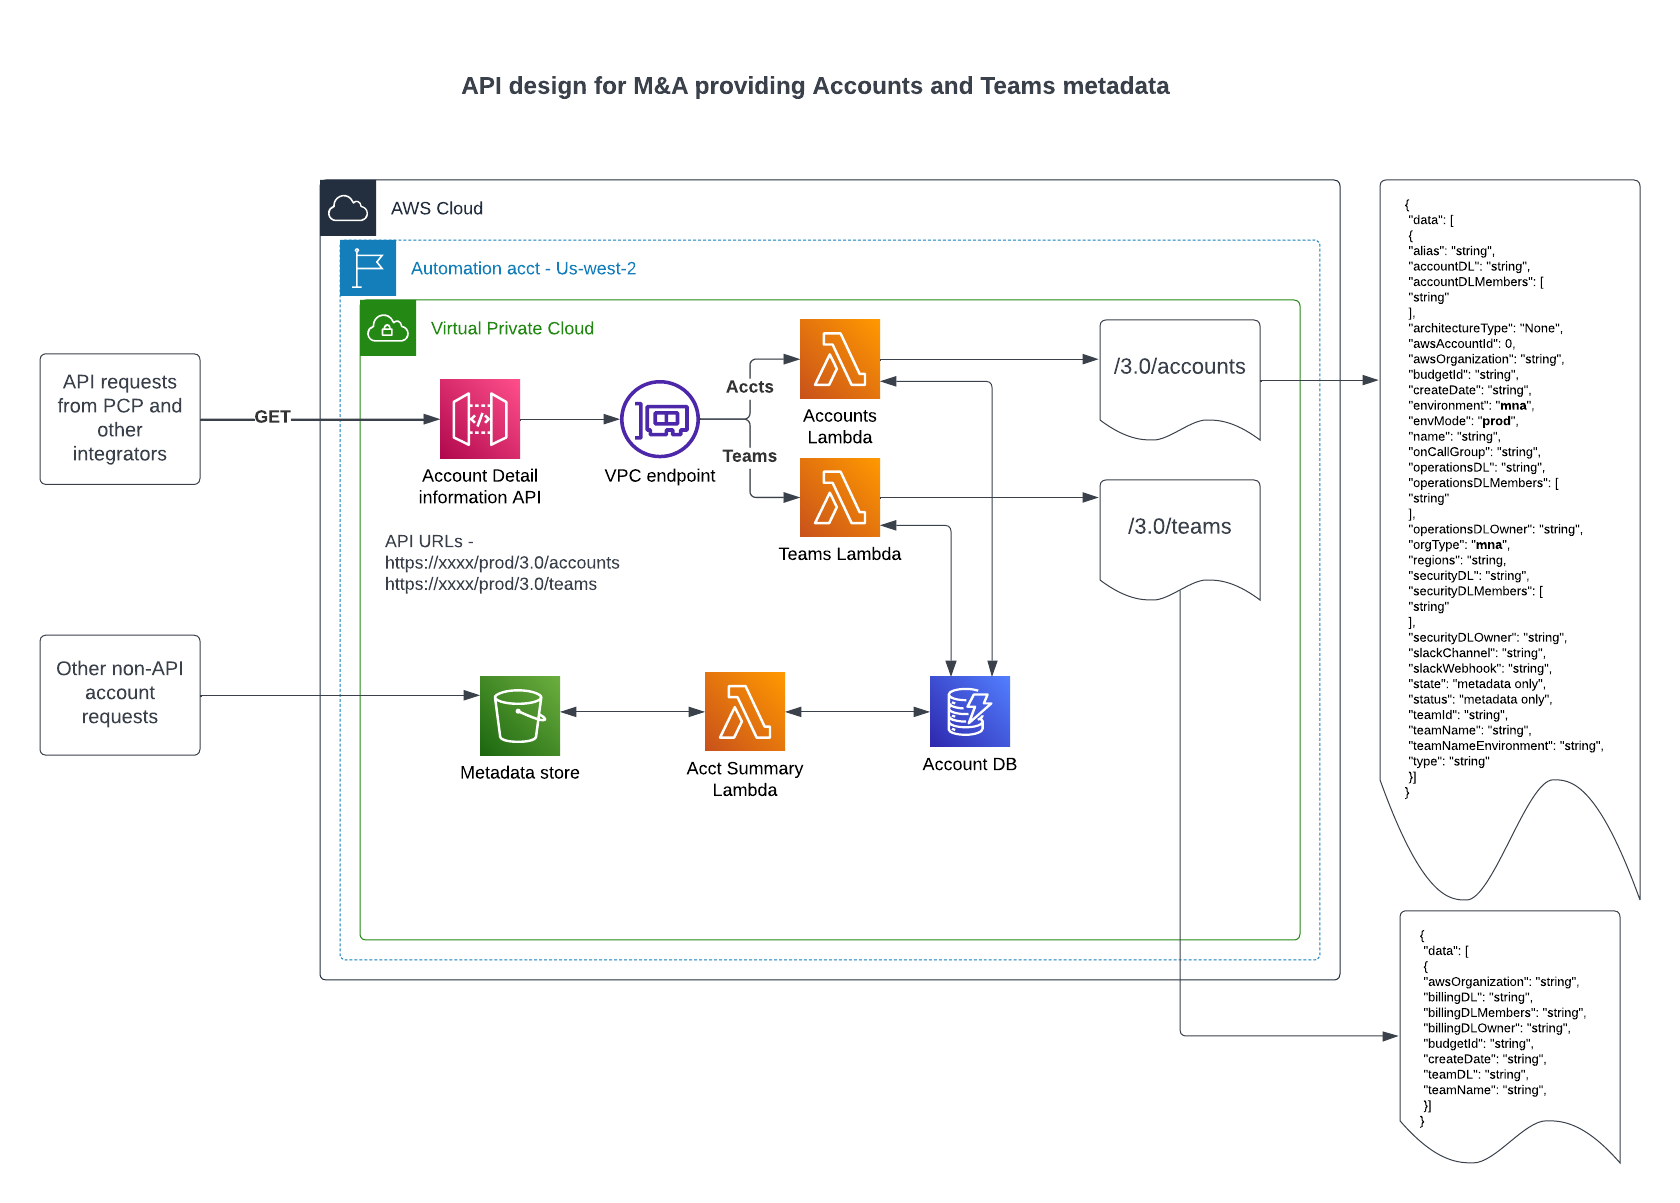 API design for M&A providing Accounts and Teams metadata
AWS Cloud
Automation acct - Us-west-2
Virtual Private Cloud
API requests
from PCP and
other
integrators
GET
Account Detail
information API
VPC endpoint
Accts
Teams
Accounts
Lambda
Teams Lambda
/3.0/accounts
/3.0/teams
API URLs -
https://xxxx/prod/3.0/accounts
https://xxxx/prod/3.0/teams
Other non-API
account
requests
Metadata store
Acct Summary
Lambda
Account DB
{
"data": [
{
"alias": "string",
"accountDL": "string",
"accountDLMembers": [
"string"
],
"architectureType": "None",
"awsAccountId": 0,
"awsOrganization": "string",
"budgetId": "string",
"createDate": "string",
"environment": "mna",
"envMode": "prod",
"name": "string",
"onCallGroup": "string",
"operationsDL": "string",
"operationsDLMembers": [
"string"
],
"operationsDLOwner": "string",
"orgType": "mna",
"regions": "string,
"securityDL": "string",
"securityDLMembers": [
"string"
],
"securityDLOwner": "string",
"slackChannel": "string",
"slackWebhook": "string",
"state": "metadata only",
"status": "metadata only",
"teamId": "string",
"teamName": "string",
"teamNameEnvironment": "string",
"type": "string"
}]
}
{
"data": [
{
"awsOrganization": "string",
"billingDL": "string",
"billingDLMembers": "string",
"billingDLOwner": "string",
"budgetId": "string",
"createDate": "string",
"teamDL": "string",
"teamName": "string",
}]
}